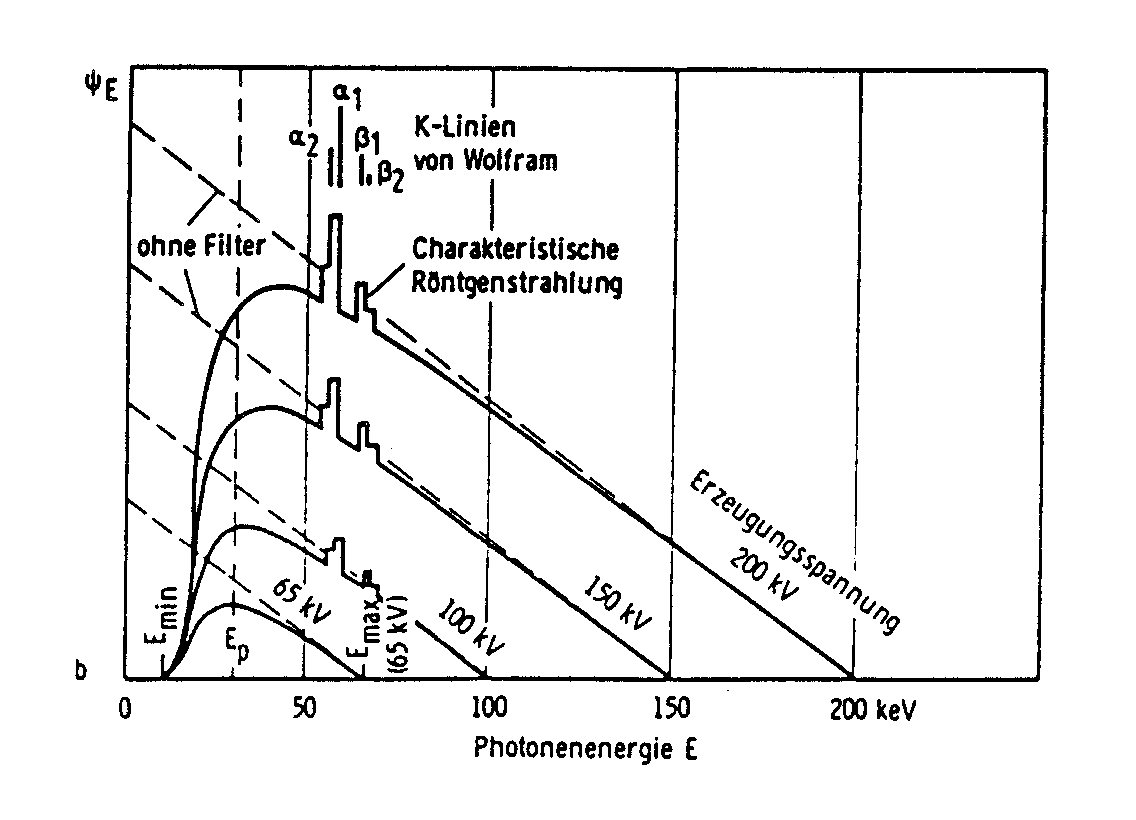 ψE
α1
α2
β1
β2
K-Linien
von Wolfram
ohne Filter
Charakteristische
Röntgenstrahlung
Erzeugungsspannung
200 kV
150 kV
100 kV
65 kV
Emin
Ep
Emax
(65 kV)
b
0
50
100
150
200 keV
Photonenenergie E